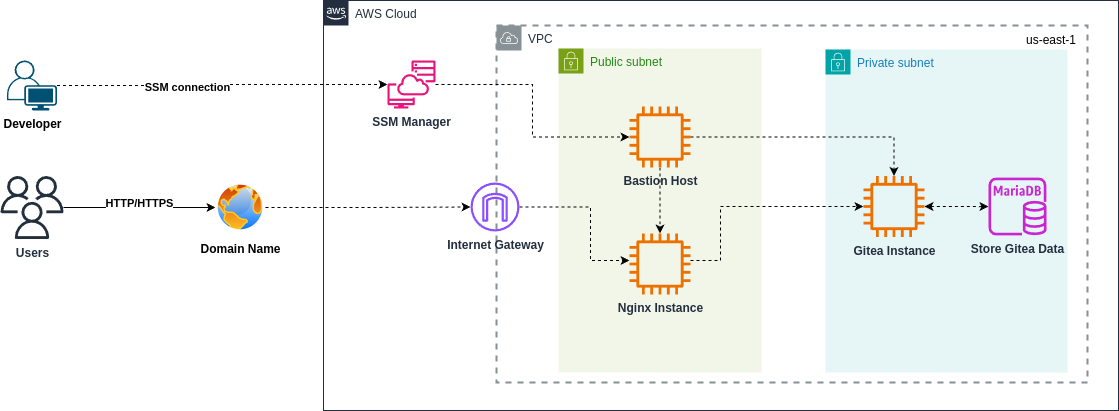 aws
AWS Cloud
VPC
us-east-1
Public subnet
Private subnet
SSM connection
Developer
SSM Manager
Bastion Host
HTTP/HTTPS
MariaDB
Users
Domain Name
Internet Gateway
Gitea Instance
Store Gitea Data
Nginx Instance